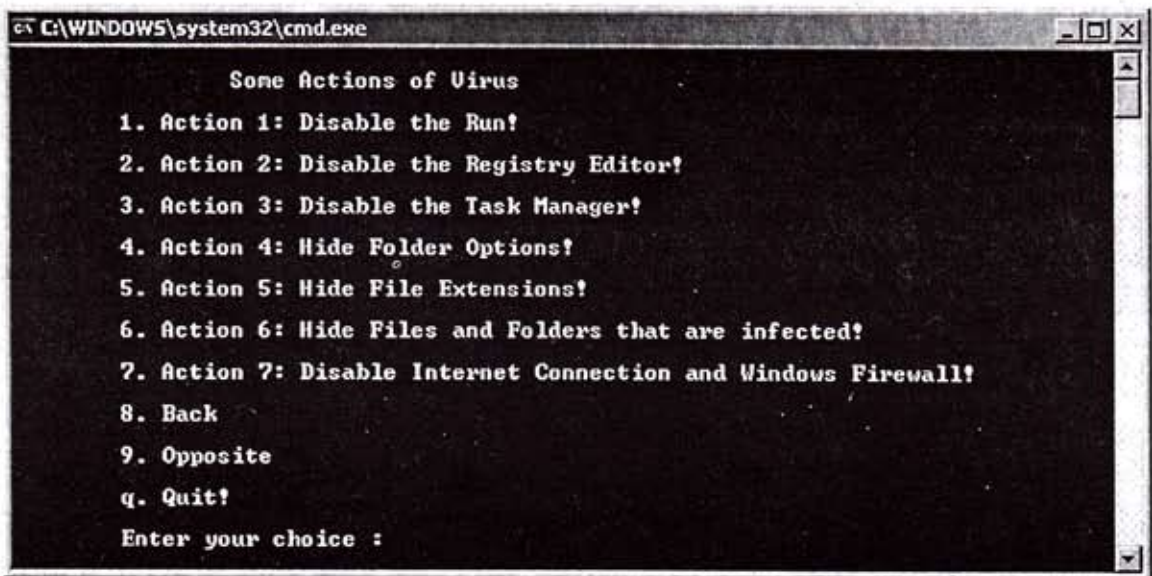 C:\WINDOWS\system32\cmd.exe
Some Actions of Virus
1. Action 1: Disable the Run!
2. Action 2: Disable the Registry Editor!
3. Action 3: Disable the Task Manager!
4. Action 4: Hide Folder Options!
5. Action 5: Hide File Extensions!
6. Action 6: Hide Files and Folders that are infected!
7. Action 7: Disable Internet Connection and Windows Firewall!
8. Back
9. Opposite
q. Quit!
Enter your choice :